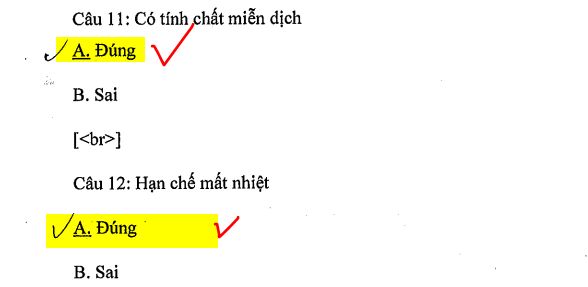 Câu 11: Có tính chất miễn dịch
A. Đúng
B. Sai
[<br>]
Câu 12: Hạn chế mất nhiệt
A. Đúng
B. Sai